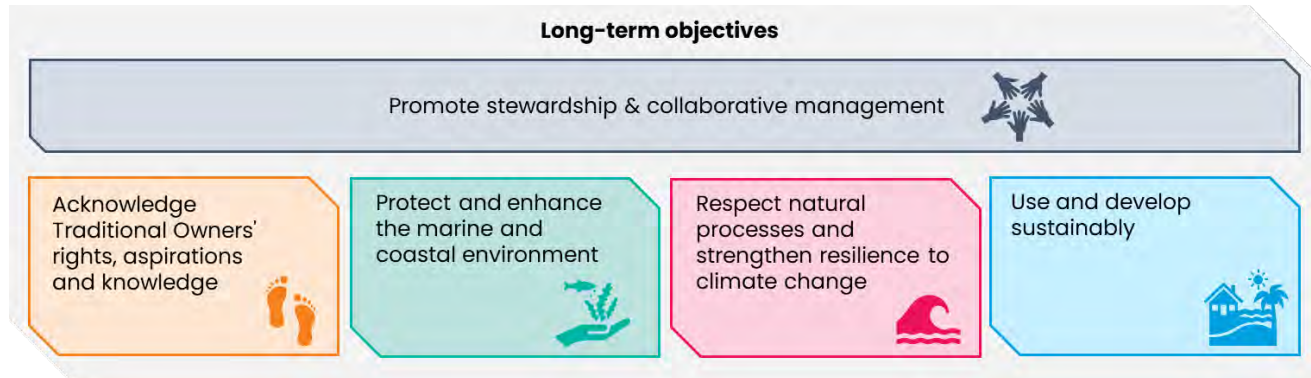 Long-term objectives
Promote stewardship & collaborative management
Acknowledge
Traditional Owners'
rights, aspirations
and knowledge
Protect and enhance
the marine and
coastal environment
Respect natural
processes and
strengthen resilience to
climate change
Use and develop
sustainably